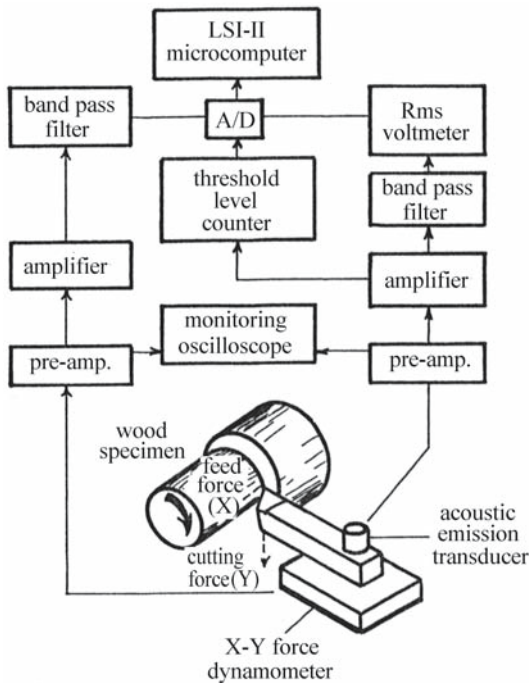 LSI-II
microcomputer
band pass
filter
A/D
Rms
voltmeter
threshold
level
counter
band pass
filter
amplifier
amplifier
monitoring
oscilloscope
pre-amp.
pre-amp.
wood
specimen
feed
force
(X)
cutting
force(Y)
acoustic
emission
transducer
X-Y force
dynamometer